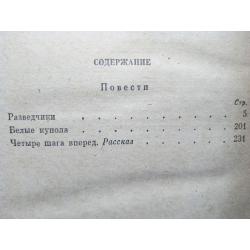 СОДЕРЖАНИЕ
Повести
Стр.
Разведчики . . . . . . . . . . 5
Белые купола . . . . . . . . . 201
Четыре шага вперед. Рассказ . . . . . 231